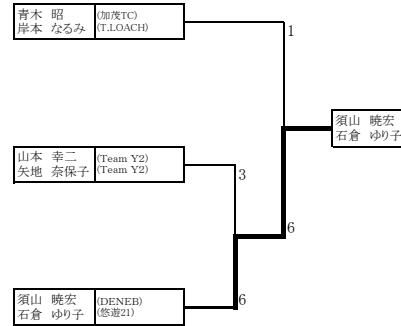 青木 昭 (加茂TC)
岸本 なるみ (T.LOACH)
1
須山 暁宏
石倉 ゆり子
山本 幸二 (Team Y2)
矢地 奈保子 (Team Y2)
3
6
須山 暁宏 (DENEB)
石倉 ゆり子 (悠遊21)
6